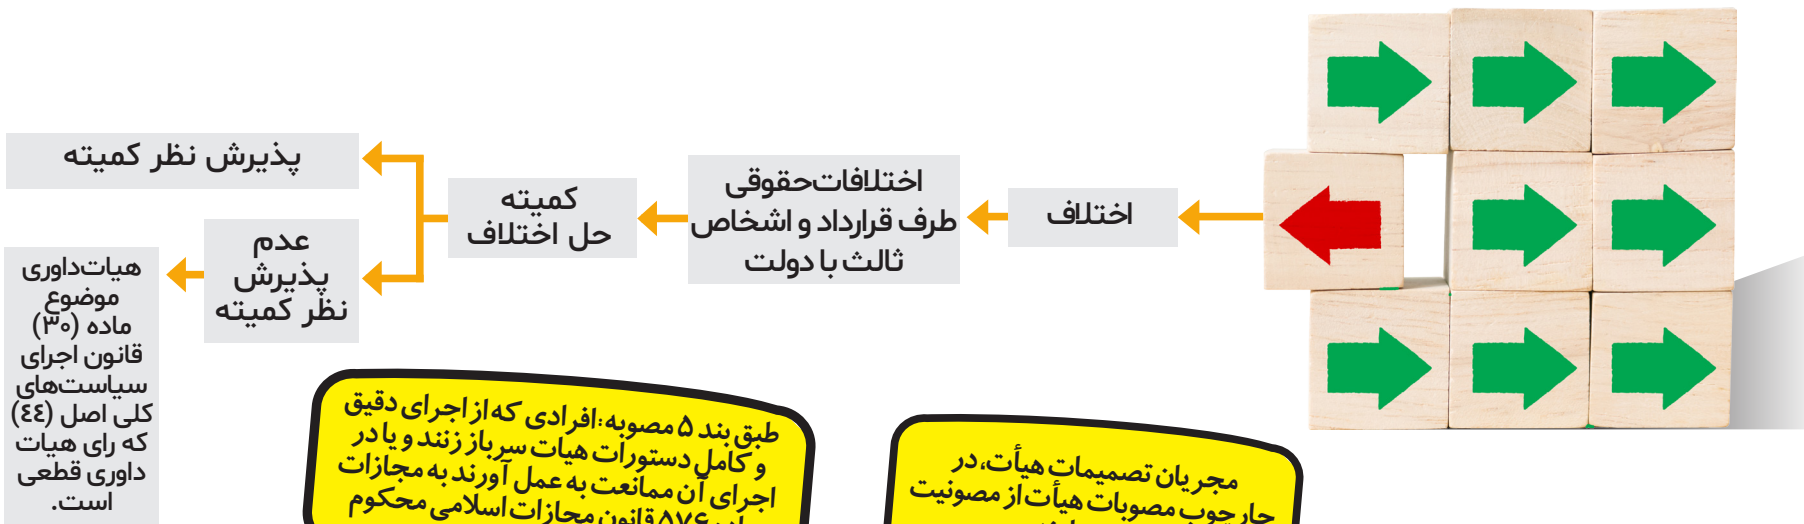 اختلاف
اختلافات‌حقوقی
طرف قرارداد و اشخاص
ثالث با دولت
کمیته
حل اختلاف
پذیرش نظر کمیته
عدم
پذیرش
نظر کمیته
هیات‌داوری
موضوع
ماده (۳۰)
قانون اجرای
سیاست‌های
کلی اصل (٤٤)
که رای هیات
داوری قطعی
است.
مجریان تصمیمات هیأت، در
چارچوب مصوبات هیأت از مصونیت
طبق بند ۵ مصوبه: افرادی که از اجرای دقیق
و کامل دستورات هیات سرباز زنند و یا در
اجرای آن ممانعت به عمل آورند به مجازات
۵۷۶ قانون مجازات اسلامی محکوم